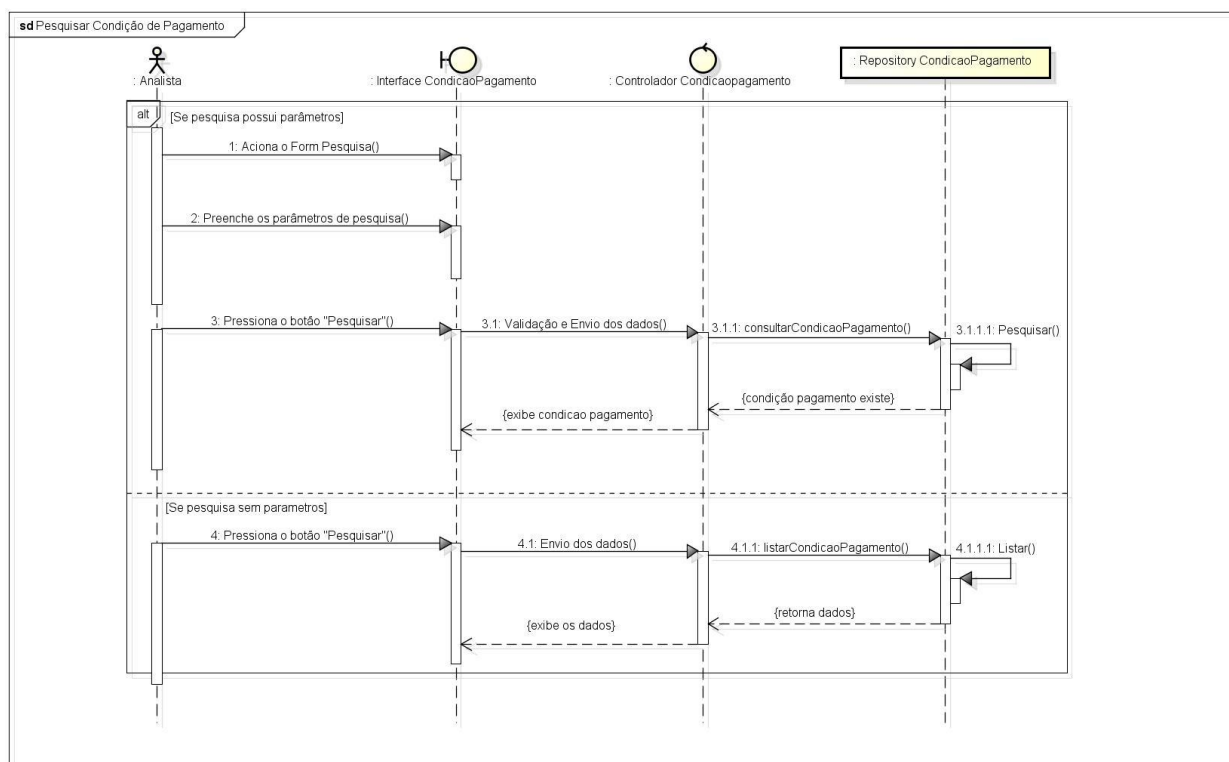 sd Pesquisar Condição de Pagamento
: Analista
: Interface CondicaoPagamento
: Controlador Condicaopagamento
: Repository CondicaoPagamento
alt
[Se pesquisa possui parâmetros]
1: Aciona o Form Pesquisa()
2: Preenche os parâmetros de pesquisa()
3: Pressiona o botão "Pesquisar"()
3.1: Validação e Envio dos dados()
3.1.1: consultarCondicaoPagamento()
3.1.1.1: Pesquisar()
{condição pagamento existe}
{exibe condicao pagamento}
[Se pesquisa sem parametros]
4: Pressiona o botão "Pesquisar"()
4.1: Envio dos dados()
4.1.1: listarCondicaoPagamento()
4.1.1.1: Listar()
{retorna dados}
{exibe os dados}